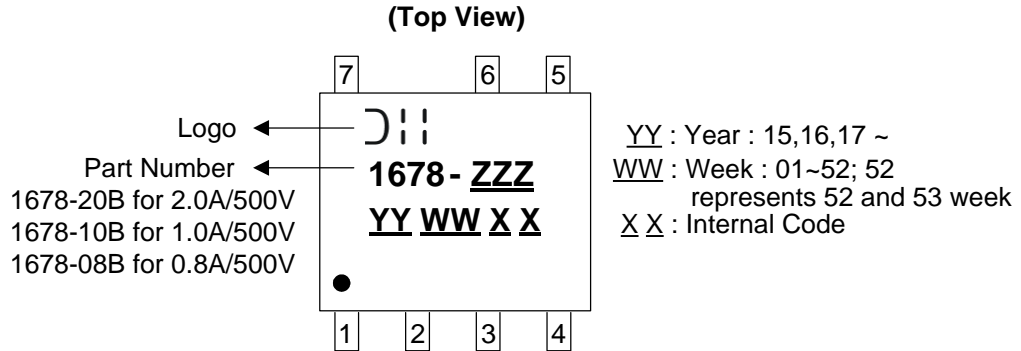 (Top View)
7 6 5
Logo
Part Number
1678-20B for 2.0A/500V
1678-10B for 1.0A/500V
1678-08B for 0.8A/500V
1678- ZZZ
YY WW X X
YY : Year : 15,16,17 ~
WW : Week : 01~52; 52
represents 52 and 53 week
X X : Internal Code
1 2 3 4